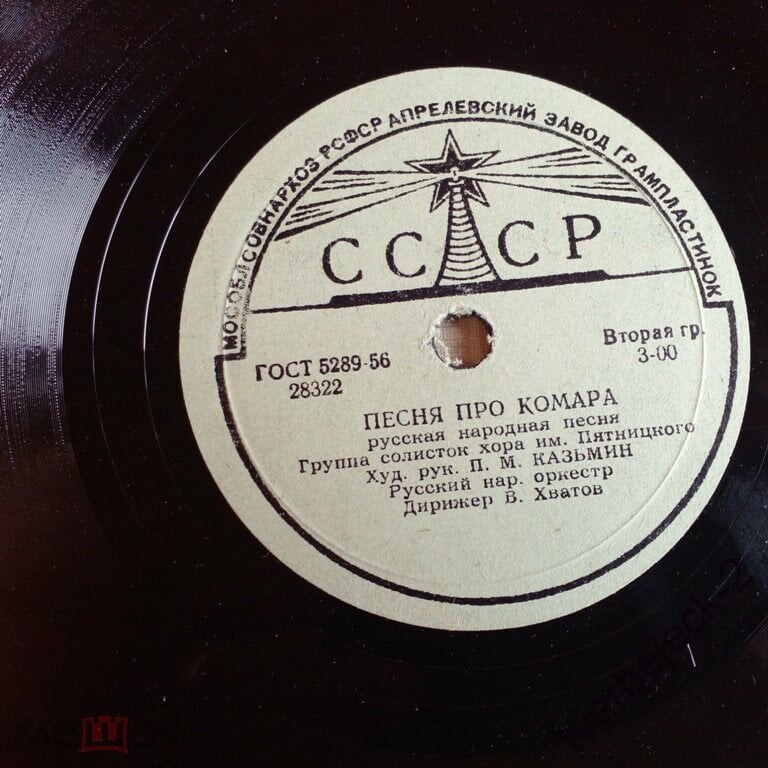 МОСОБЛСОВНАРХОЗ РСФСР АПРЕЛЕВСКИЙ ЗАВОД ГРАМПЛАСТИНОК
СССР
ГОСТ 5289-56
28322
Вторая гр.
3-00
ПЕСНЯ ПРО КОМАРА
русская народная песня
Группа солисток хора им. Пятницкого
Худ. рук. П. М. КАЗЬМИН
Русский нар. оркестр
Дирижер В. Хватов
мешок